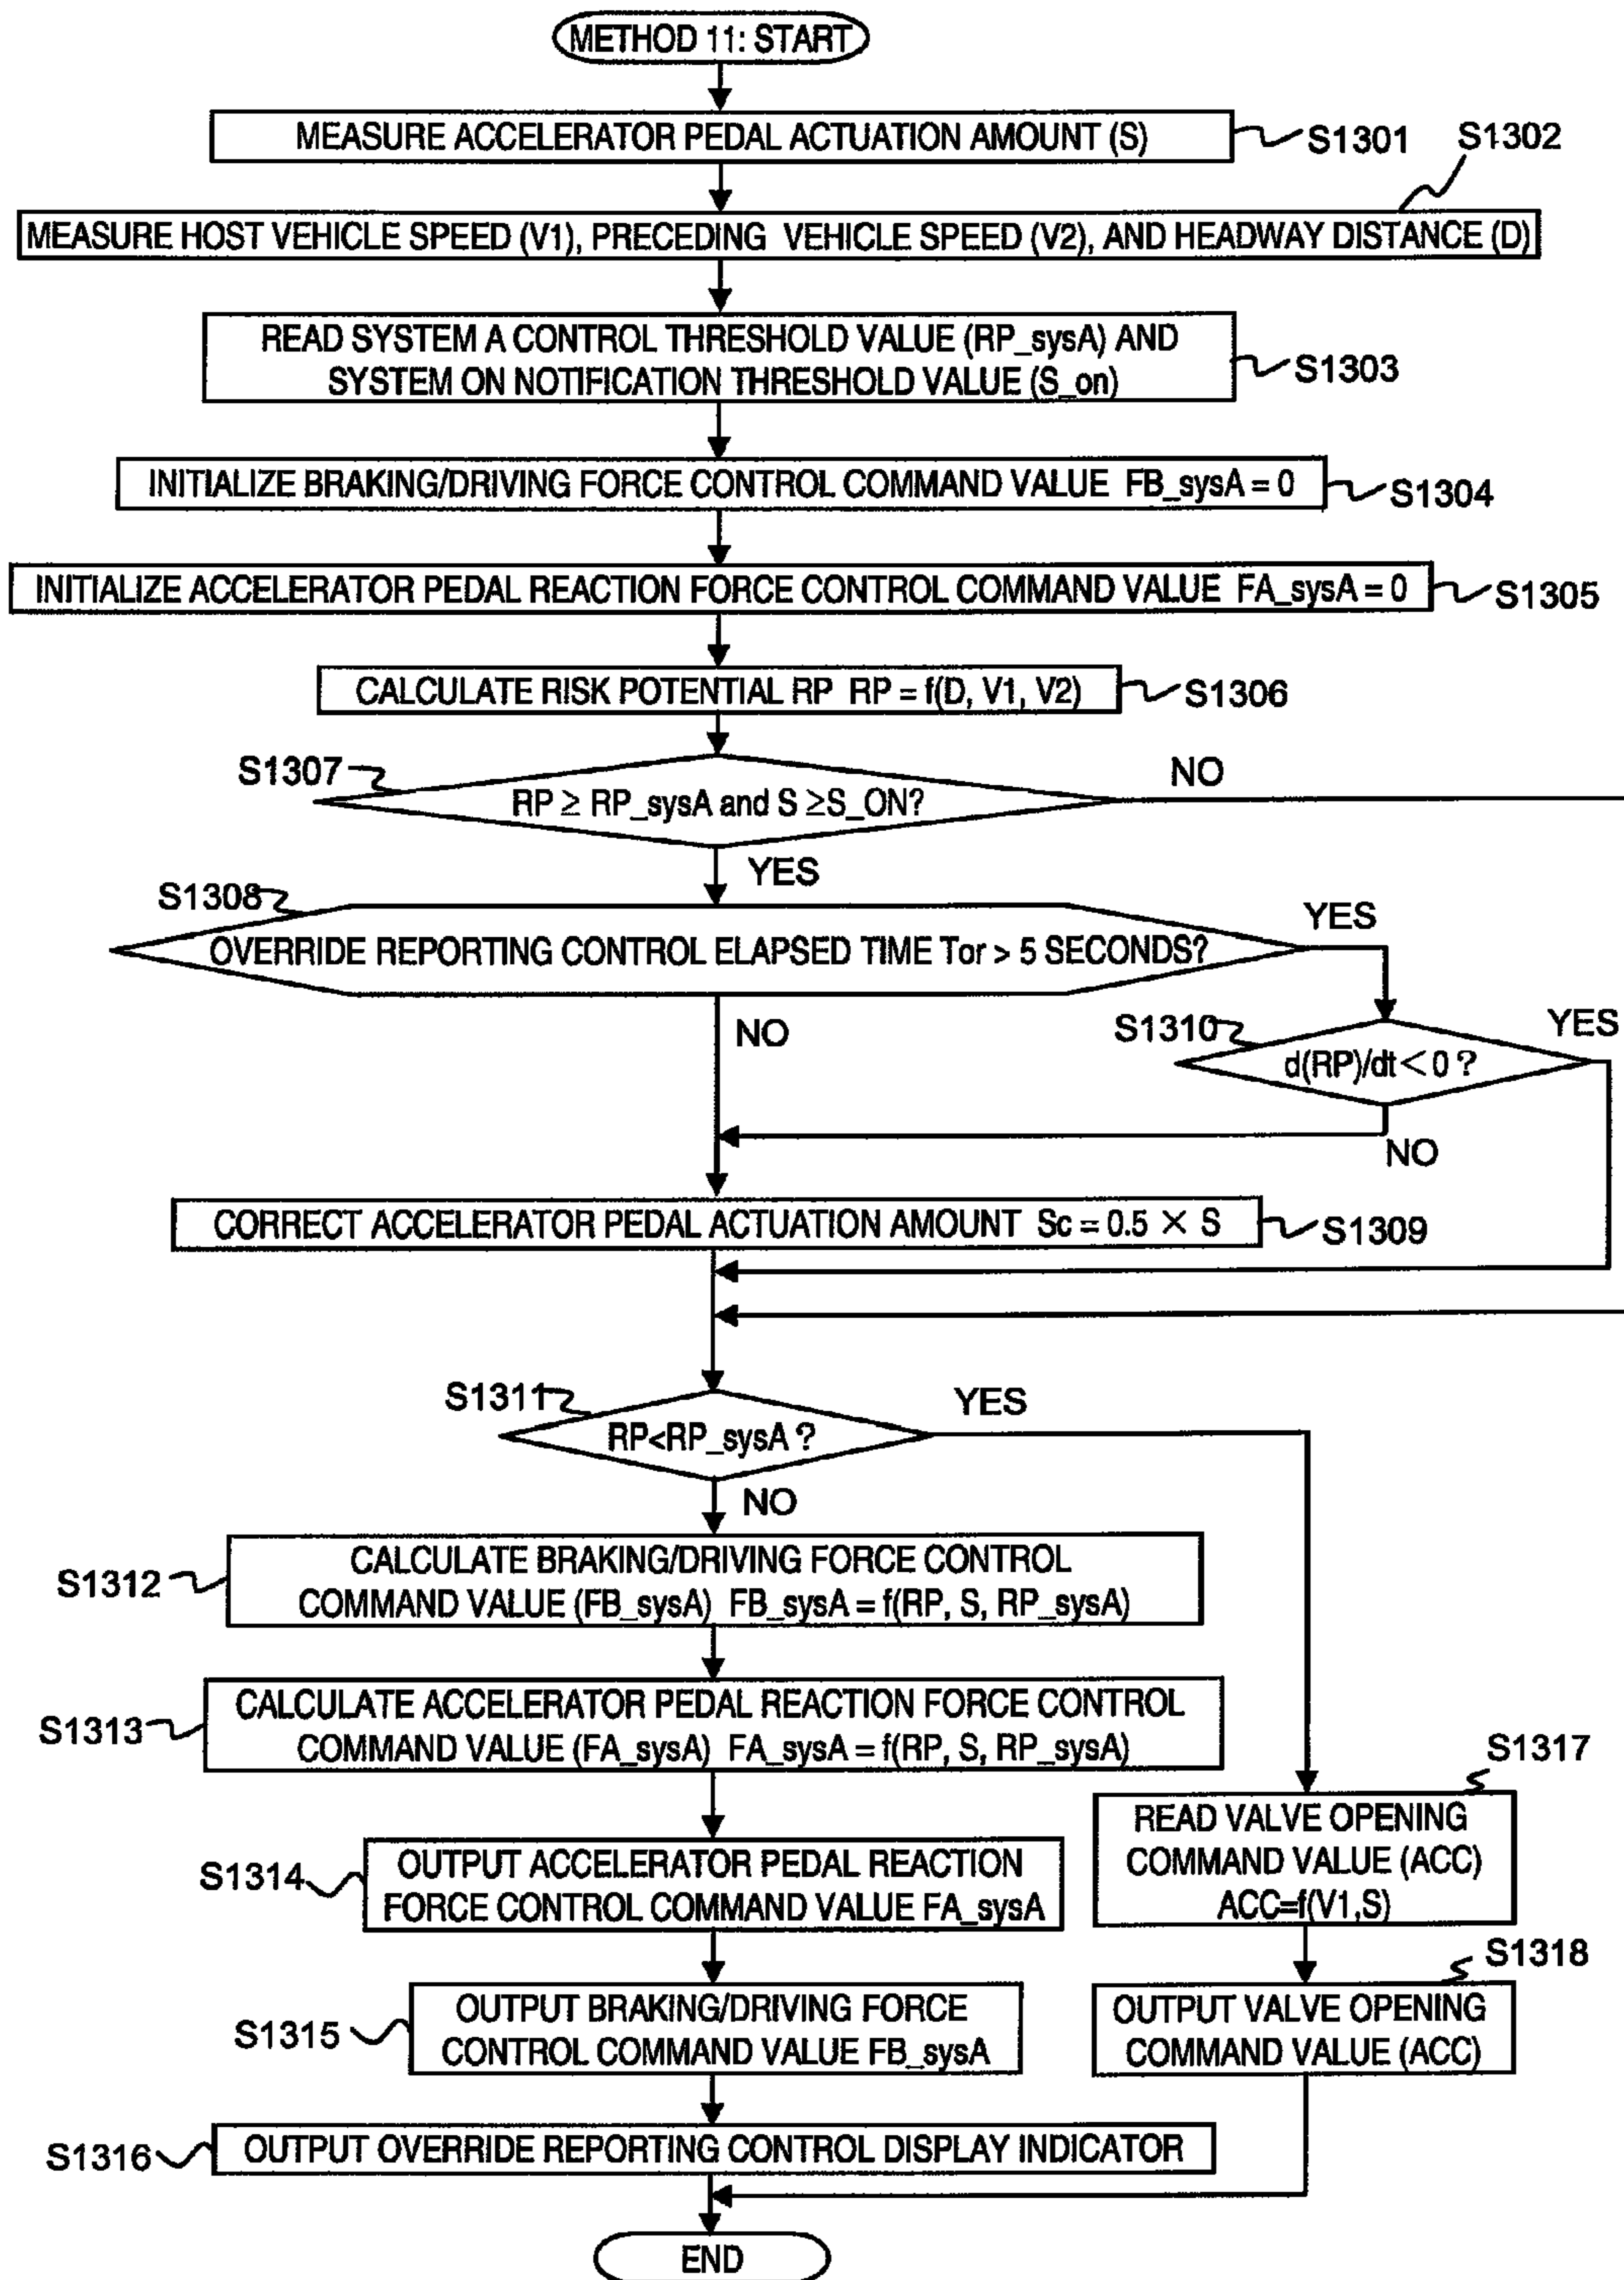 METHOD 11: START
MEASURE ACCELERATOR PEDAL ACTUATION AMOUNT (S)
S1301
S1302
MEASURE HOST VEHICLE SPEED (V1), PRECEDING VEHICLE SPEED (V2), AND HEADWAY DISTANCE (D)
READ SYSTEM A CONTROL THRESHOLD VALUE (RP_sysA) AND
SYSTEM ON NOTIFICATION THRESHOLD VALUE (S_on)
S1303
INITIALIZE BRAKING/DRIVING FORCE CONTROL COMMAND VALUE FB_sysA = 0
S1304
INITIALIZE ACCELERATOR PEDAL REACTION FORCE CONTROL COMMAND VALUE FA_sysA = 0
S1305
CALCULATE RISK POTENTIAL RP RP = f(D, V1, V2)
S1306
S1307
RP ≥ RP_sysA and S ≥S_ON?
NO
YES
S1308
OVERRIDE REPORTING CONTROL ELAPSED TIME Tor > 5 SECONDS?
YES
NO
S1310
d(RP)/dt<0 ?
YES
NO
CORRECT ACCELERATOR PEDAL ACTUATION AMOUNT Sc = 0.5 × S
S1309
S1311
RP<RP_sysA ?
YES
NO
S1312
CALCULATE BRAKING/DRIVING FORCE CONTROL
COMMAND VALUE (FB_sysA) FB_sysA = f(RP, S, RP_sysA)
S1313
CALCULATE ACCELERATOR PEDAL REACTION FORCE CONTROL
COMMAND VALUE (FA_sysA) FA_sysA = f(RP, S, RP_sysA)
S1314
OUTPUT ACCELERATOR PEDAL REACTION
FORCE CONTROL COMMAND VALUE FA_sysA
S1315
OUTPUT BRAKING/DRIVING FORCE
CONTROL COMMAND VALUE FB_sysA
S1316
OUTPUT OVERRIDE REPORTING CONTROL DISPLAY INDICATOR
S1317
READ VALVE OPENING
COMMAND VALUE (ACC)
ACC=f(V1,S)
S1318
OUTPUT VALVE OPENING
COMMAND VALUE (ACC)
END